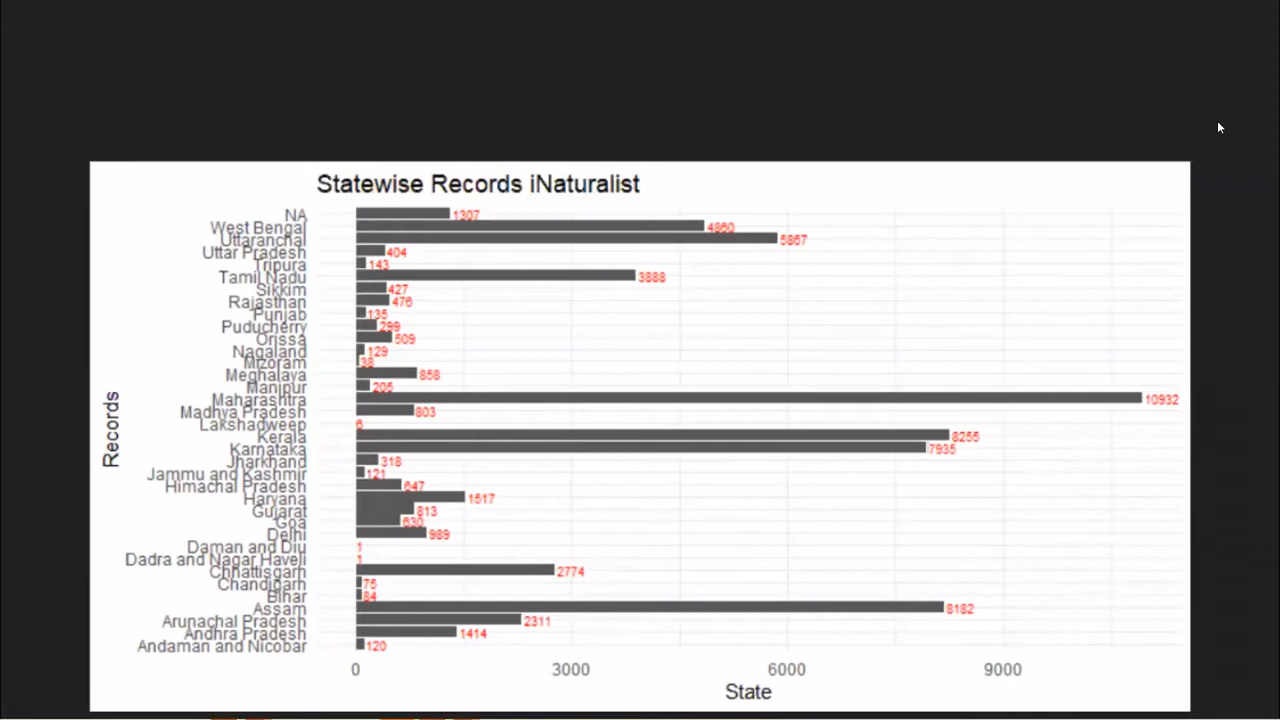 Statewise Records iNaturalist
NA 1307
West Bengal 4860
Uttaranchal 5867
Uttar Pradesh 404
Tripura 143
Tamil Nadu 3888
Sikkim 427
Rajasthan 476
Punjab 135
Puducherry 299
Orissa 509
Nagaland 129
Mizoram 38
Meghalaya 858
Manipur 205
Maharashtra 10932
Madhya Pradesh 803
Lakshadweep 6
Kerala 8255
Karnataka 7935
Jharkhand 318
Jammu and Kashmir 121
Himachal Pradesh 647
Haryana 1517
Gujarat 813
Goa 630
Delhi 989
Daman and Diu 1
Dadra and Nagar Haveli 1
Chhattisgarh 2774
Chandigarh 75
Bihar 84
Assam 8182
Arunachal Pradesh 2311
Andhra Pradesh 1414
Andaman and Nicobar 120
Records
0 3000 6000 9000
State